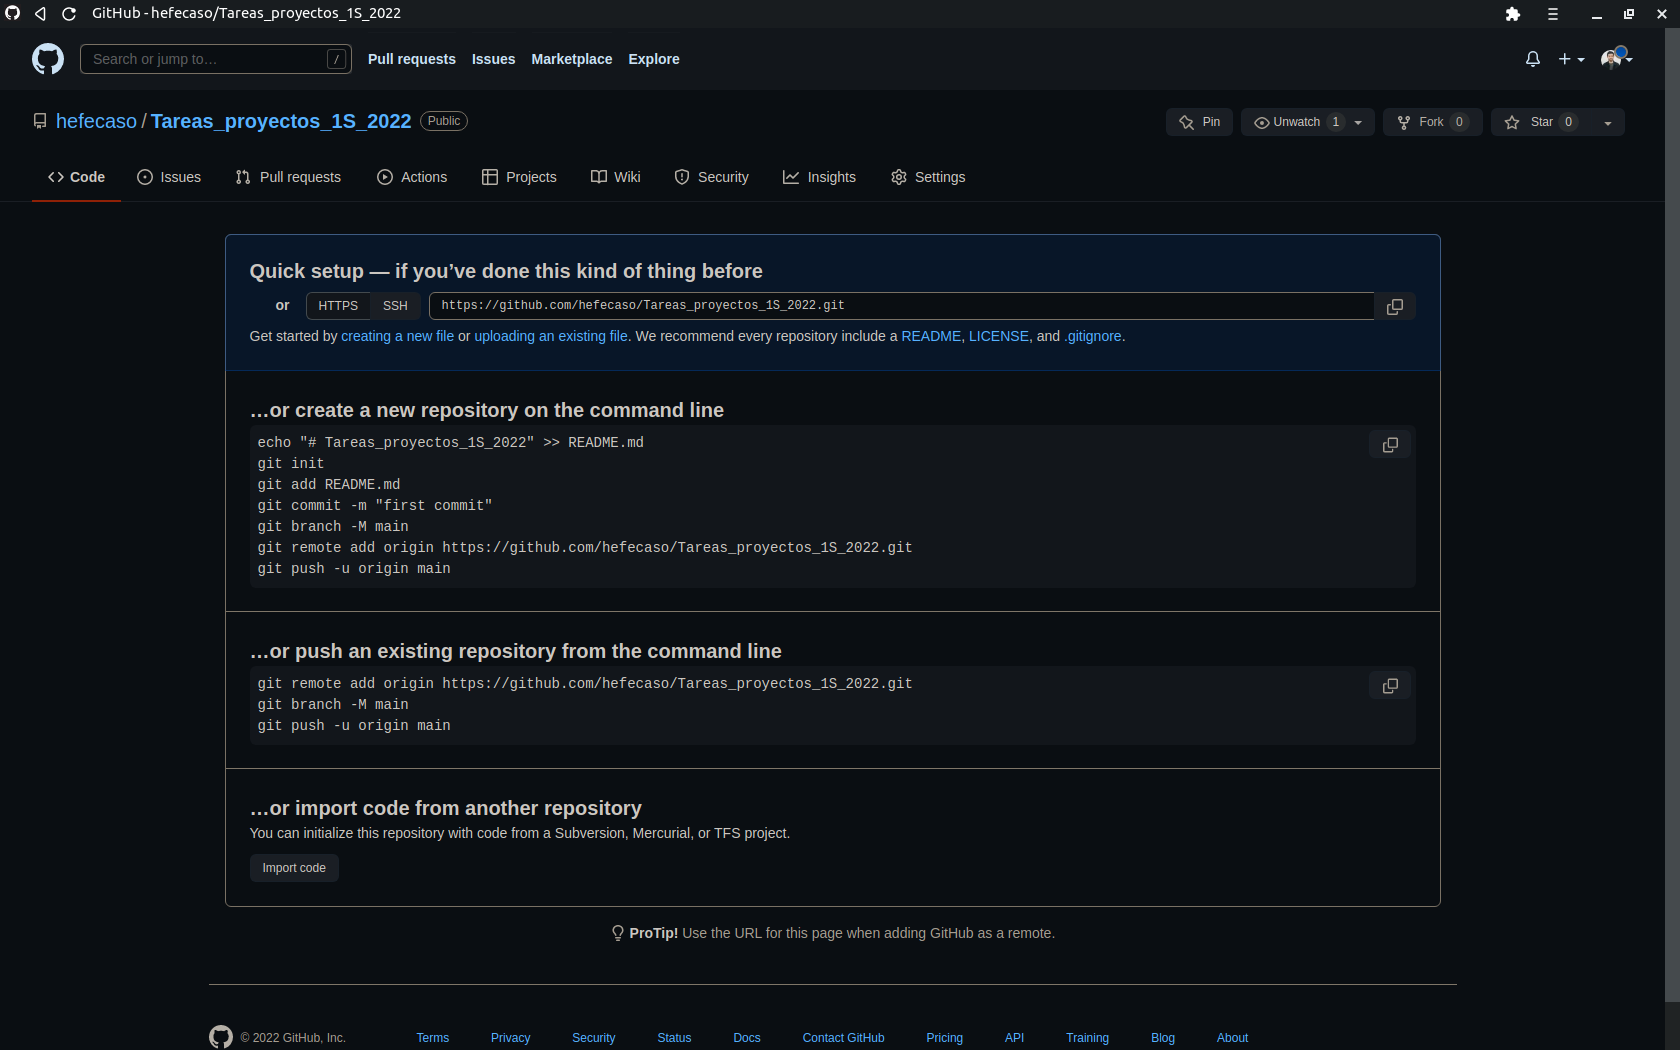 GitHub - hefecaso/Tareas_proyectos_1S_2022
Search or jump to… / Pull requests Issues Marketplace Explore
hefecaso / Tareas_proyectos_1S_2022 Public Pin Unwatch 1 Fork 0 Star 0
Code Issues Pull requests Actions Projects Wiki Security Insights Settings
Quick setup — if you’ve done this kind of thing before
or HTTPS SSH https://github.com/hefecaso/Tareas_proyectos_1S_2022.git
Get started by creating a new file or uploading an existing file. We recommend every repository include a README, LICENSE, and .gitignore.
…or create a new repository on the command line
echo "# Tareas_proyectos_1S_2022" >> README.md
git init
git add README.md
git commit -m "first commit"
git branch -M main
git remote add origin https://github.com/hefecaso/Tareas_proyectos_1S_2022.git
git push -u origin main
…or push an existing repository from the command line
git remote add origin https://github.com/hefecaso/Tareas_proyectos_1S_2022.git
git branch -M main
git push -u origin main
…or import code from another repository
You can initialize this repository with code from a Subversion, Mercurial, or TFS project.
Import code
ProTip! Use the URL for this page when adding GitHub as a remote.
© 2022 GitHub, Inc. Terms Privacy Security Status Docs Contact GitHub Pricing API Training Blog About